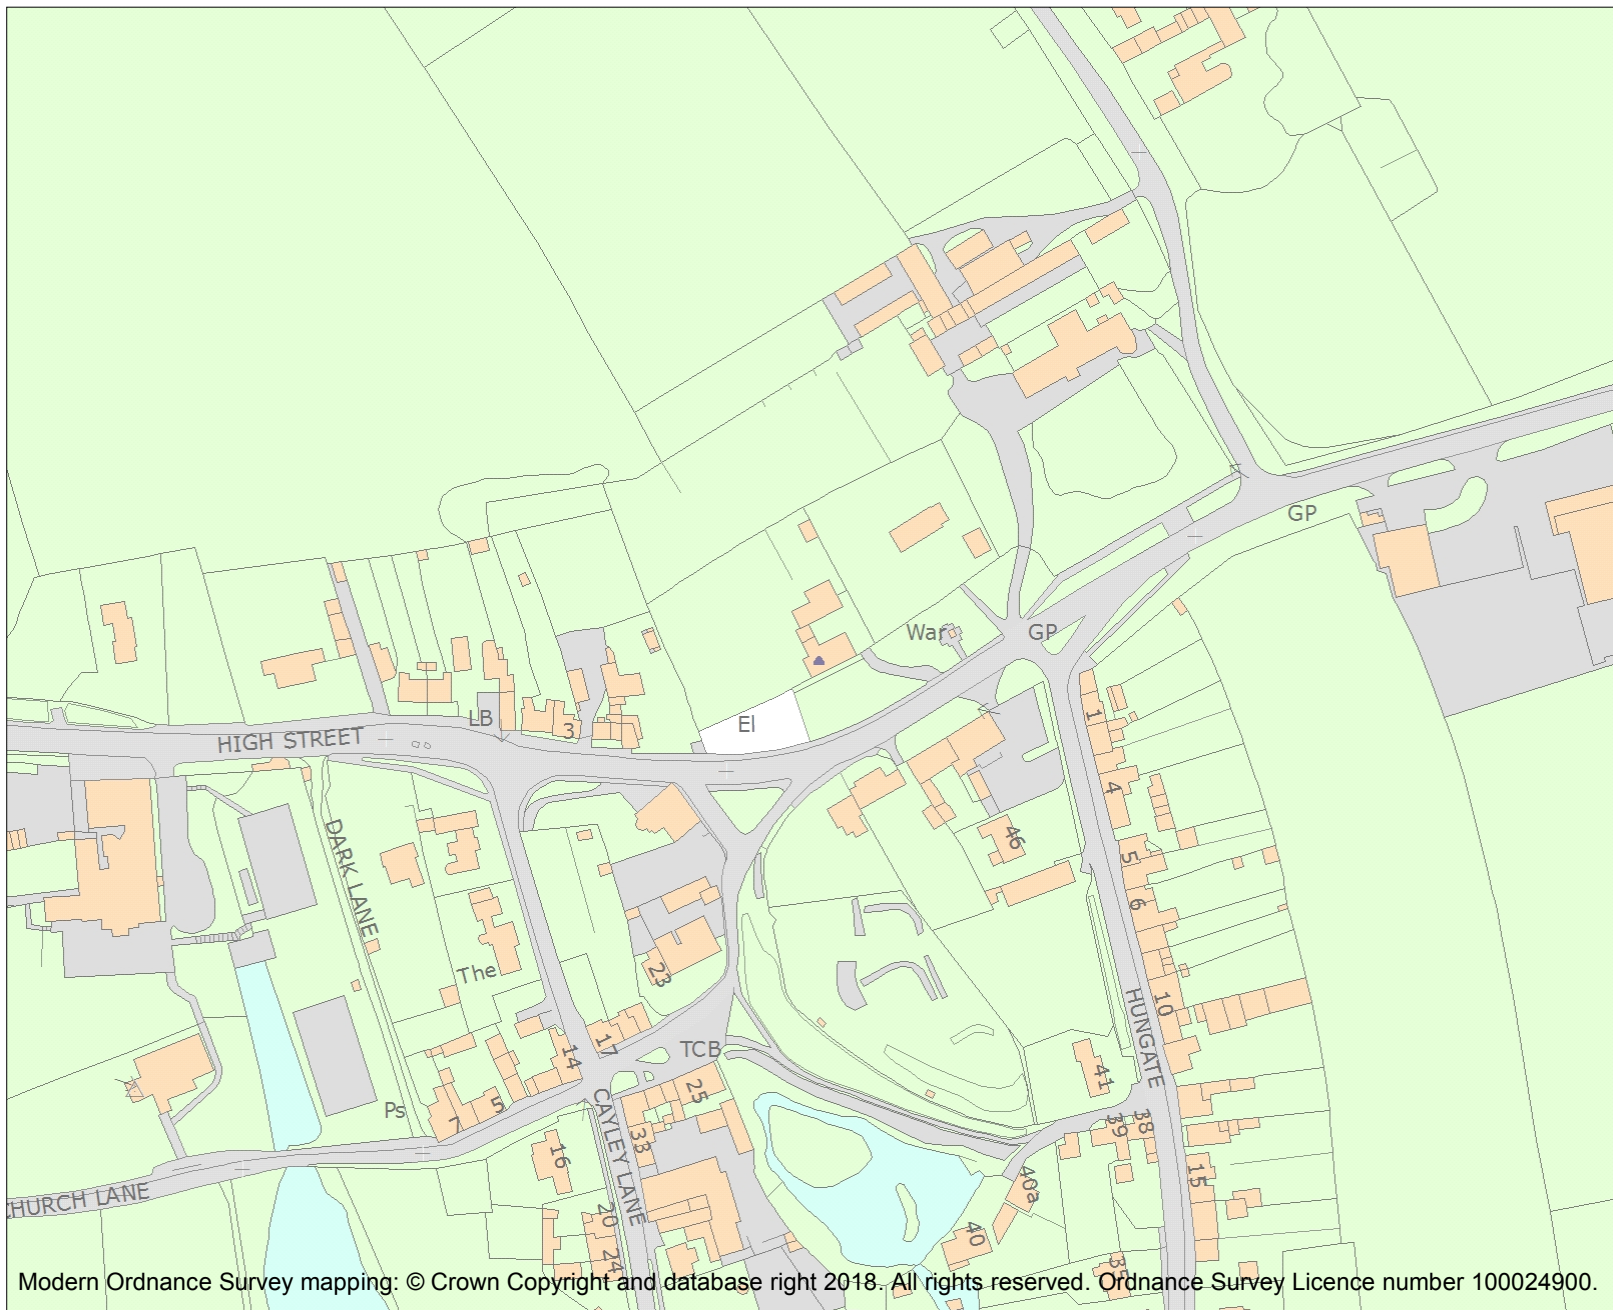 GP
War
GP
LB
3
El
HIGH STREET
1
4
46
5
6
DARK LANE
The
23
10
HUNGATE
17
14
TCB
41
25
Ps
5
7
CAYLEY LANE
33
39
38
16
15
40a
CHURCH LANE
20
40
24
35
Modern Ordnance Survey mapping: © Crown Copyright and database right 2018. All rights reserved. Ordnance Survey Licence number 100024900.